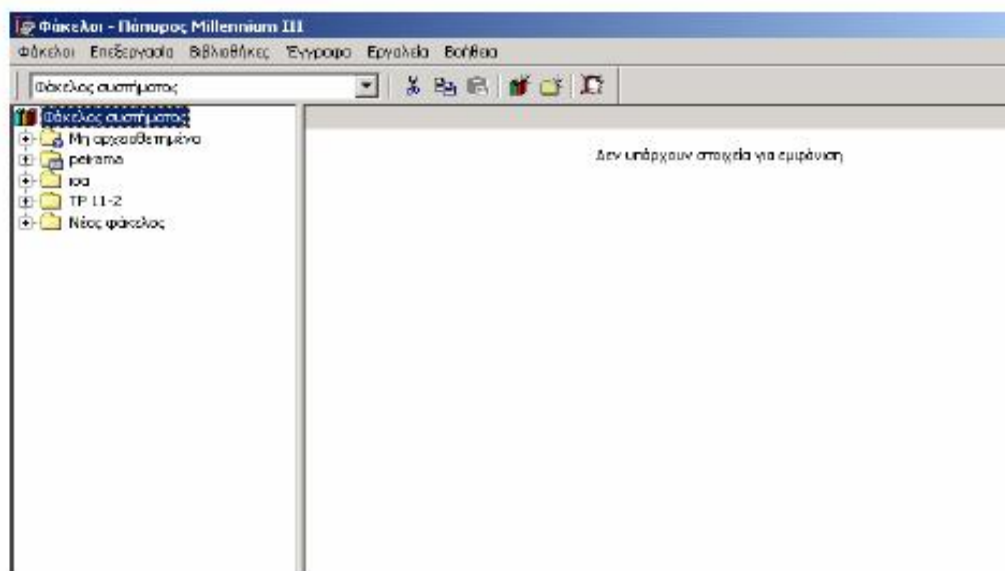 Φάκελοι - Πάπυρος Millennium III
Φάκελοι Επεξεργασία Βιβλιοθήκες Έγγραφο Εργαλεία Βοήθεια
Φάκελος συστήματος
Φάκελος συστήματος
Μη αρχειοθετημένα
Δεν υπάρχουν στοιχεία για εμφάνιση
peirama
ισα
TP 11-2
Νέος φάκελος